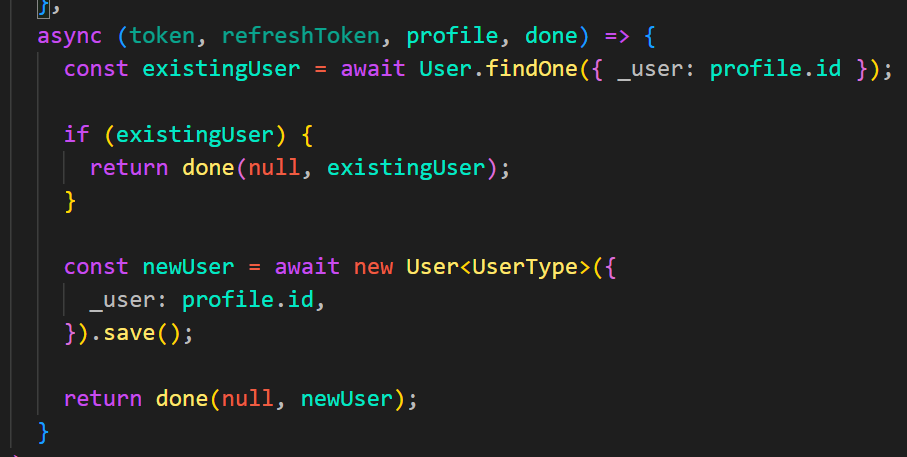 },
async (token, refreshToken, profile, done) => {
const existingUser = await User.findOne({ _user: profile.id });
if (existingUser) {
return done(null, existingUser);
}
const newUser = await new User<UserType>({
_user: profile.id,
}).save();
return done(null, newUser);
}